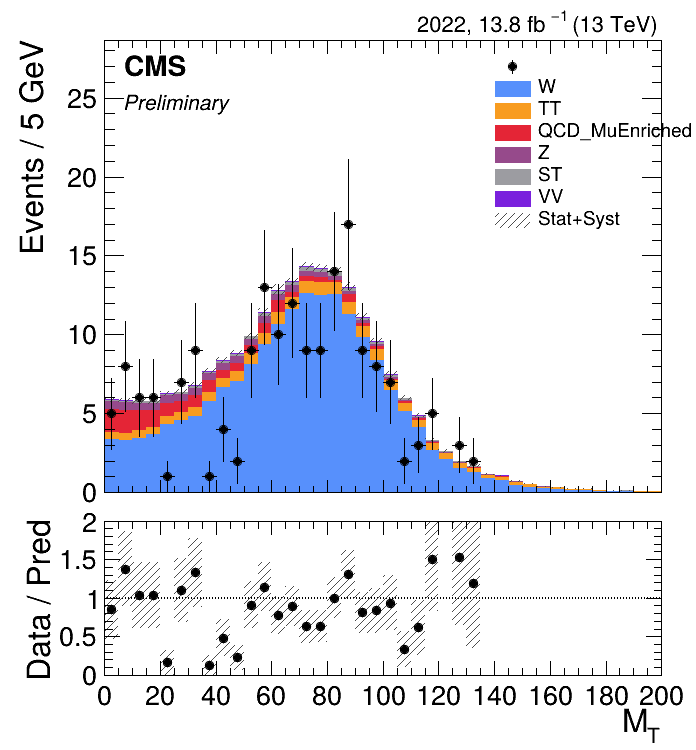 2022, 13.8 fb⁻¹ (13 TeV)
Events / 5 GeV
CMS
Preliminary
W
TT
QCD_MuEnriched
Z
ST
VV
Stat+Syst
25
20
15
10
5
0
Data / Pred
2
1.5
1
0.5
0
0 20 40 60 80 100 120 140 160 180 200
M_T